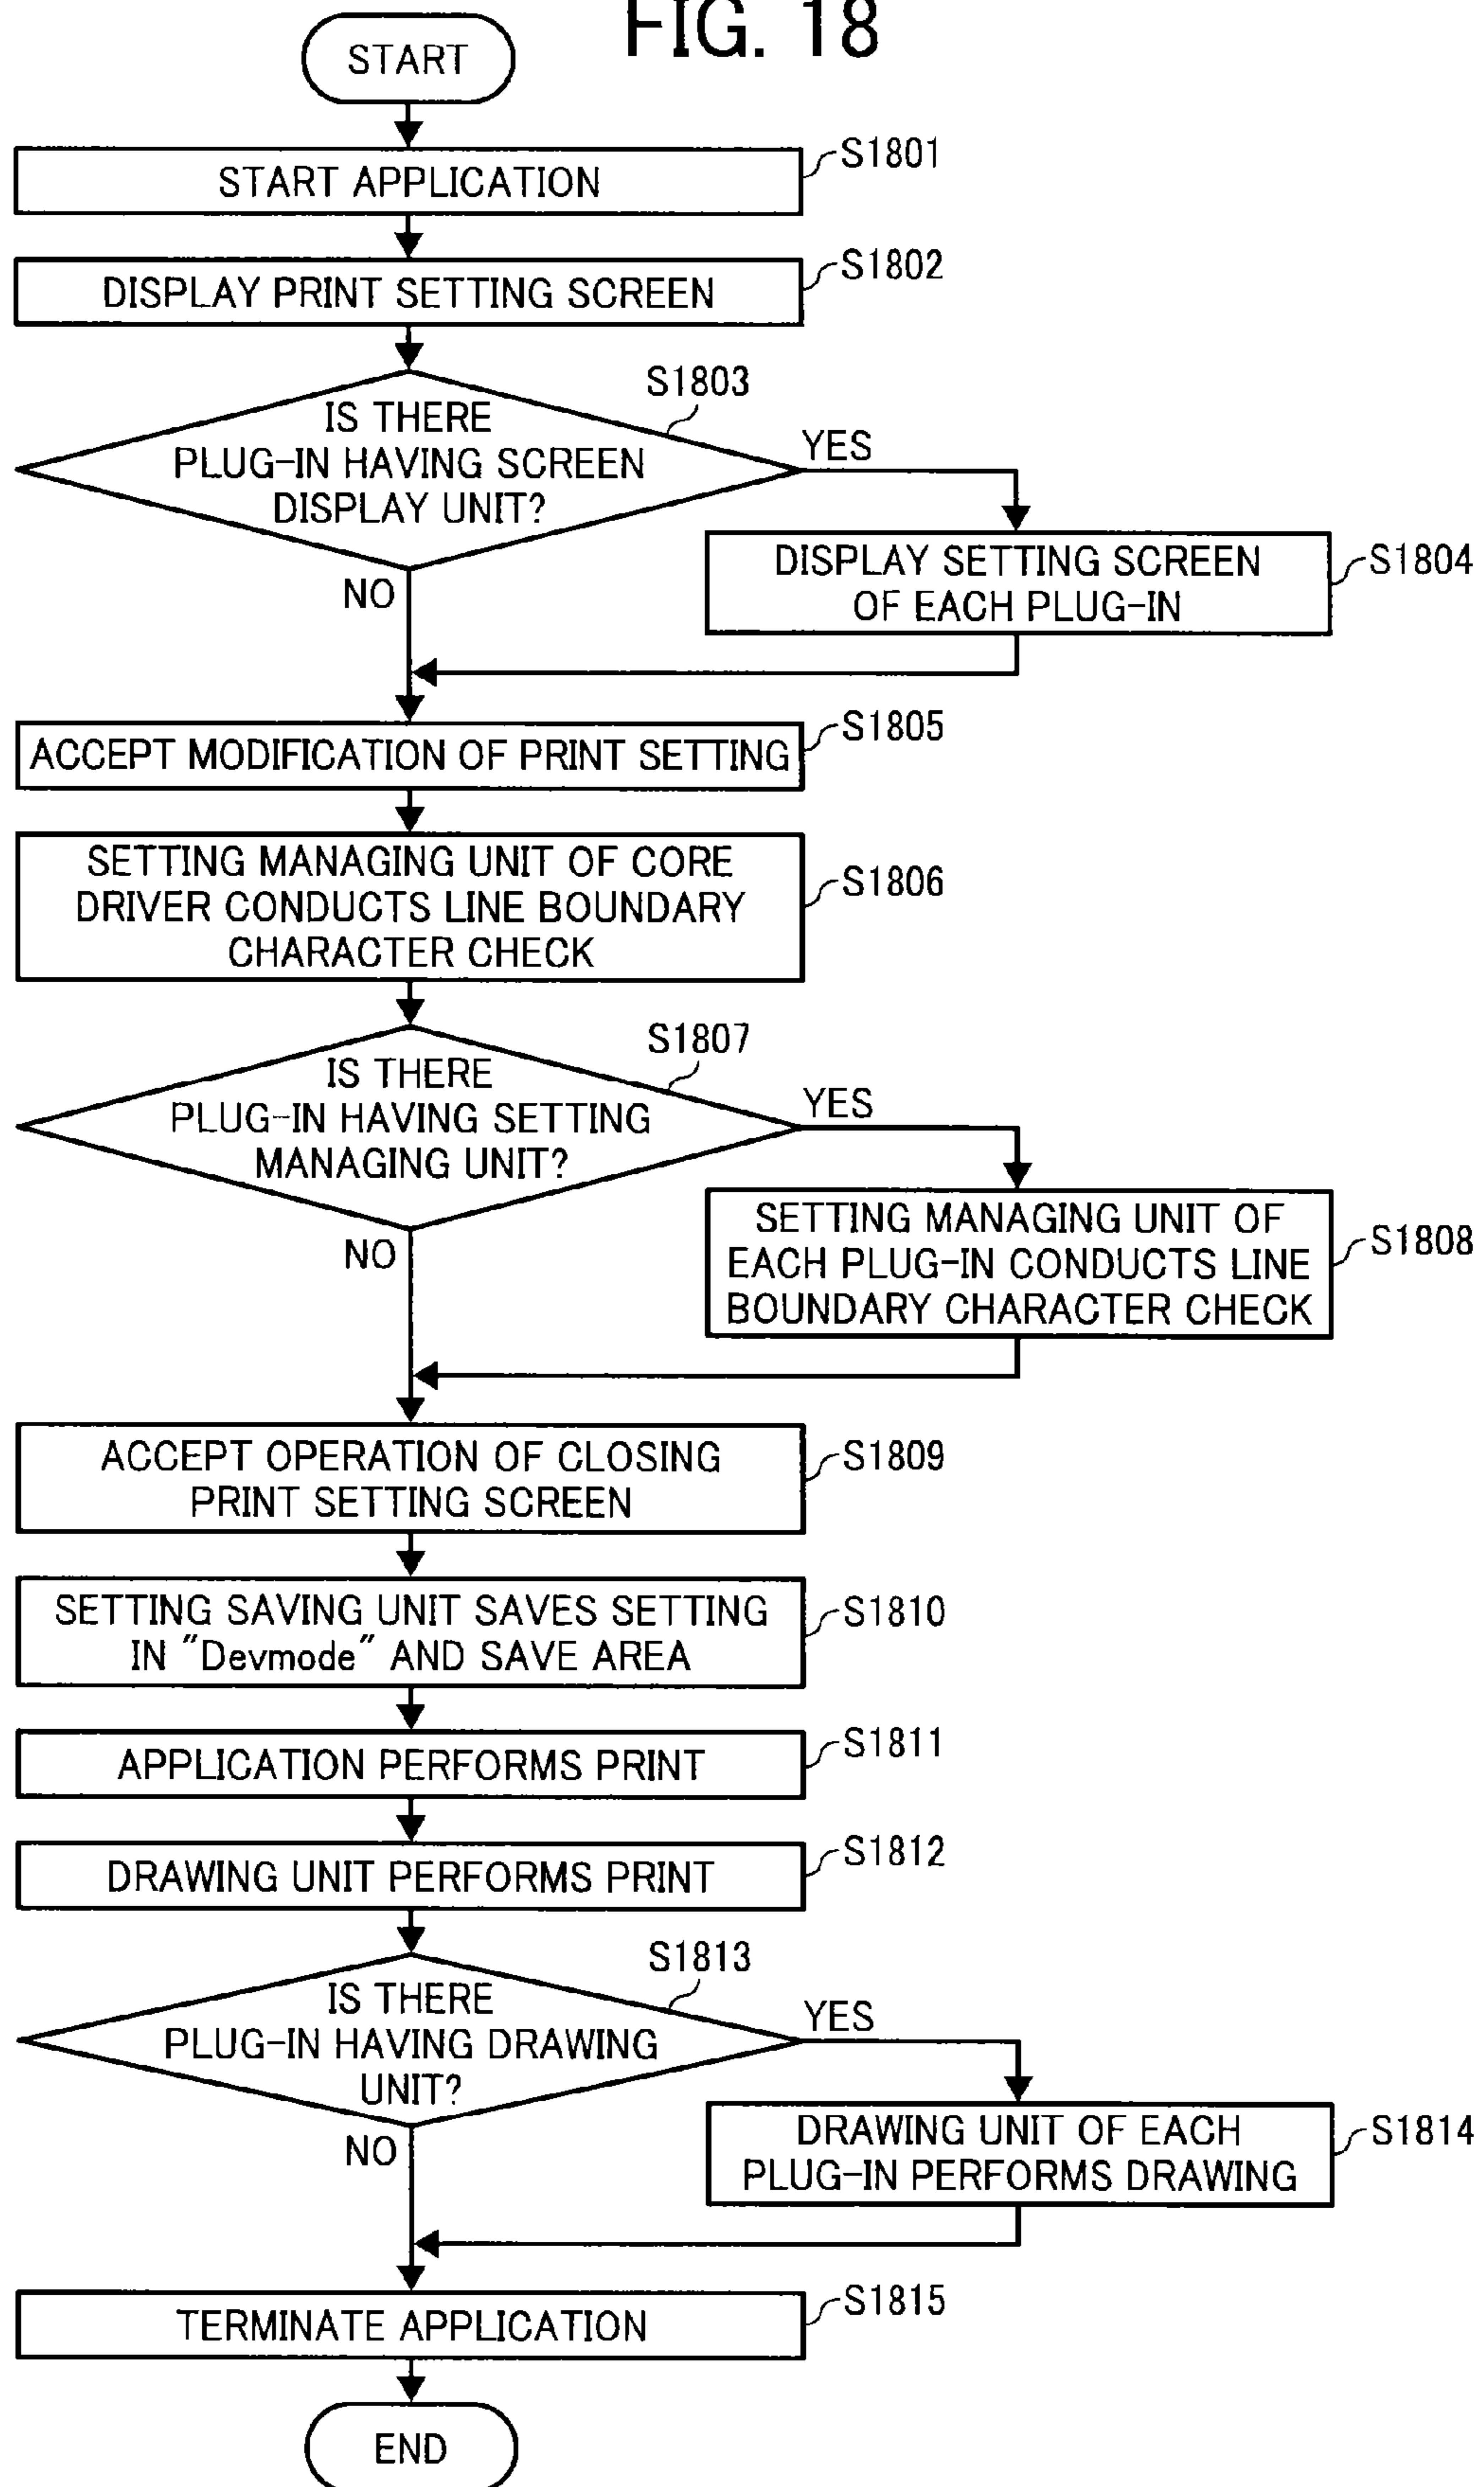 FIG. 18
START
START APPLICATION
S1801
DISPLAY PRINT SETTING SCREEN
S1802
S1803
IS THERE
PLUG-IN HAVING SCREEN
DISPLAY UNIT?
YES
NO
DISPLAY SETTING SCREEN
OF EACH PLUG-IN
S1804
ACCEPT MODIFICATION OF PRINT SETTING
S1805
SETTING MANAGING UNIT OF CORE
DRIVER CONDUCTS LINE BOUNDARY
CHARACTER CHECK
S1806
S1807
IS THERE
PLUG-IN HAVING SETTING
MANAGING UNIT?
YES
NO
SETTING MANAGING UNIT OF
EACH PLUG-IN CONDUCTS LINE
BOUNDARY CHARACTER CHECK
S1808
ACCEPT OPERATION OF CLOSING
PRINT SETTING SCREEN
S1809
SETTING SAVING UNIT SAVES SETTING
IN "Devmode" AND SAVE AREA
S1810
APPLICATION PERFORMS PRINT
S1811
DRAWING UNIT PERFORMS PRINT
S1812
S1813
IS THERE
PLUG-IN HAVING DRAWING
UNIT?
YES
NO
DRAWING UNIT OF EACH
PLUG-IN PERFORMS DRAWING
S1814
TERMINATE APPLICATION
S1815
END